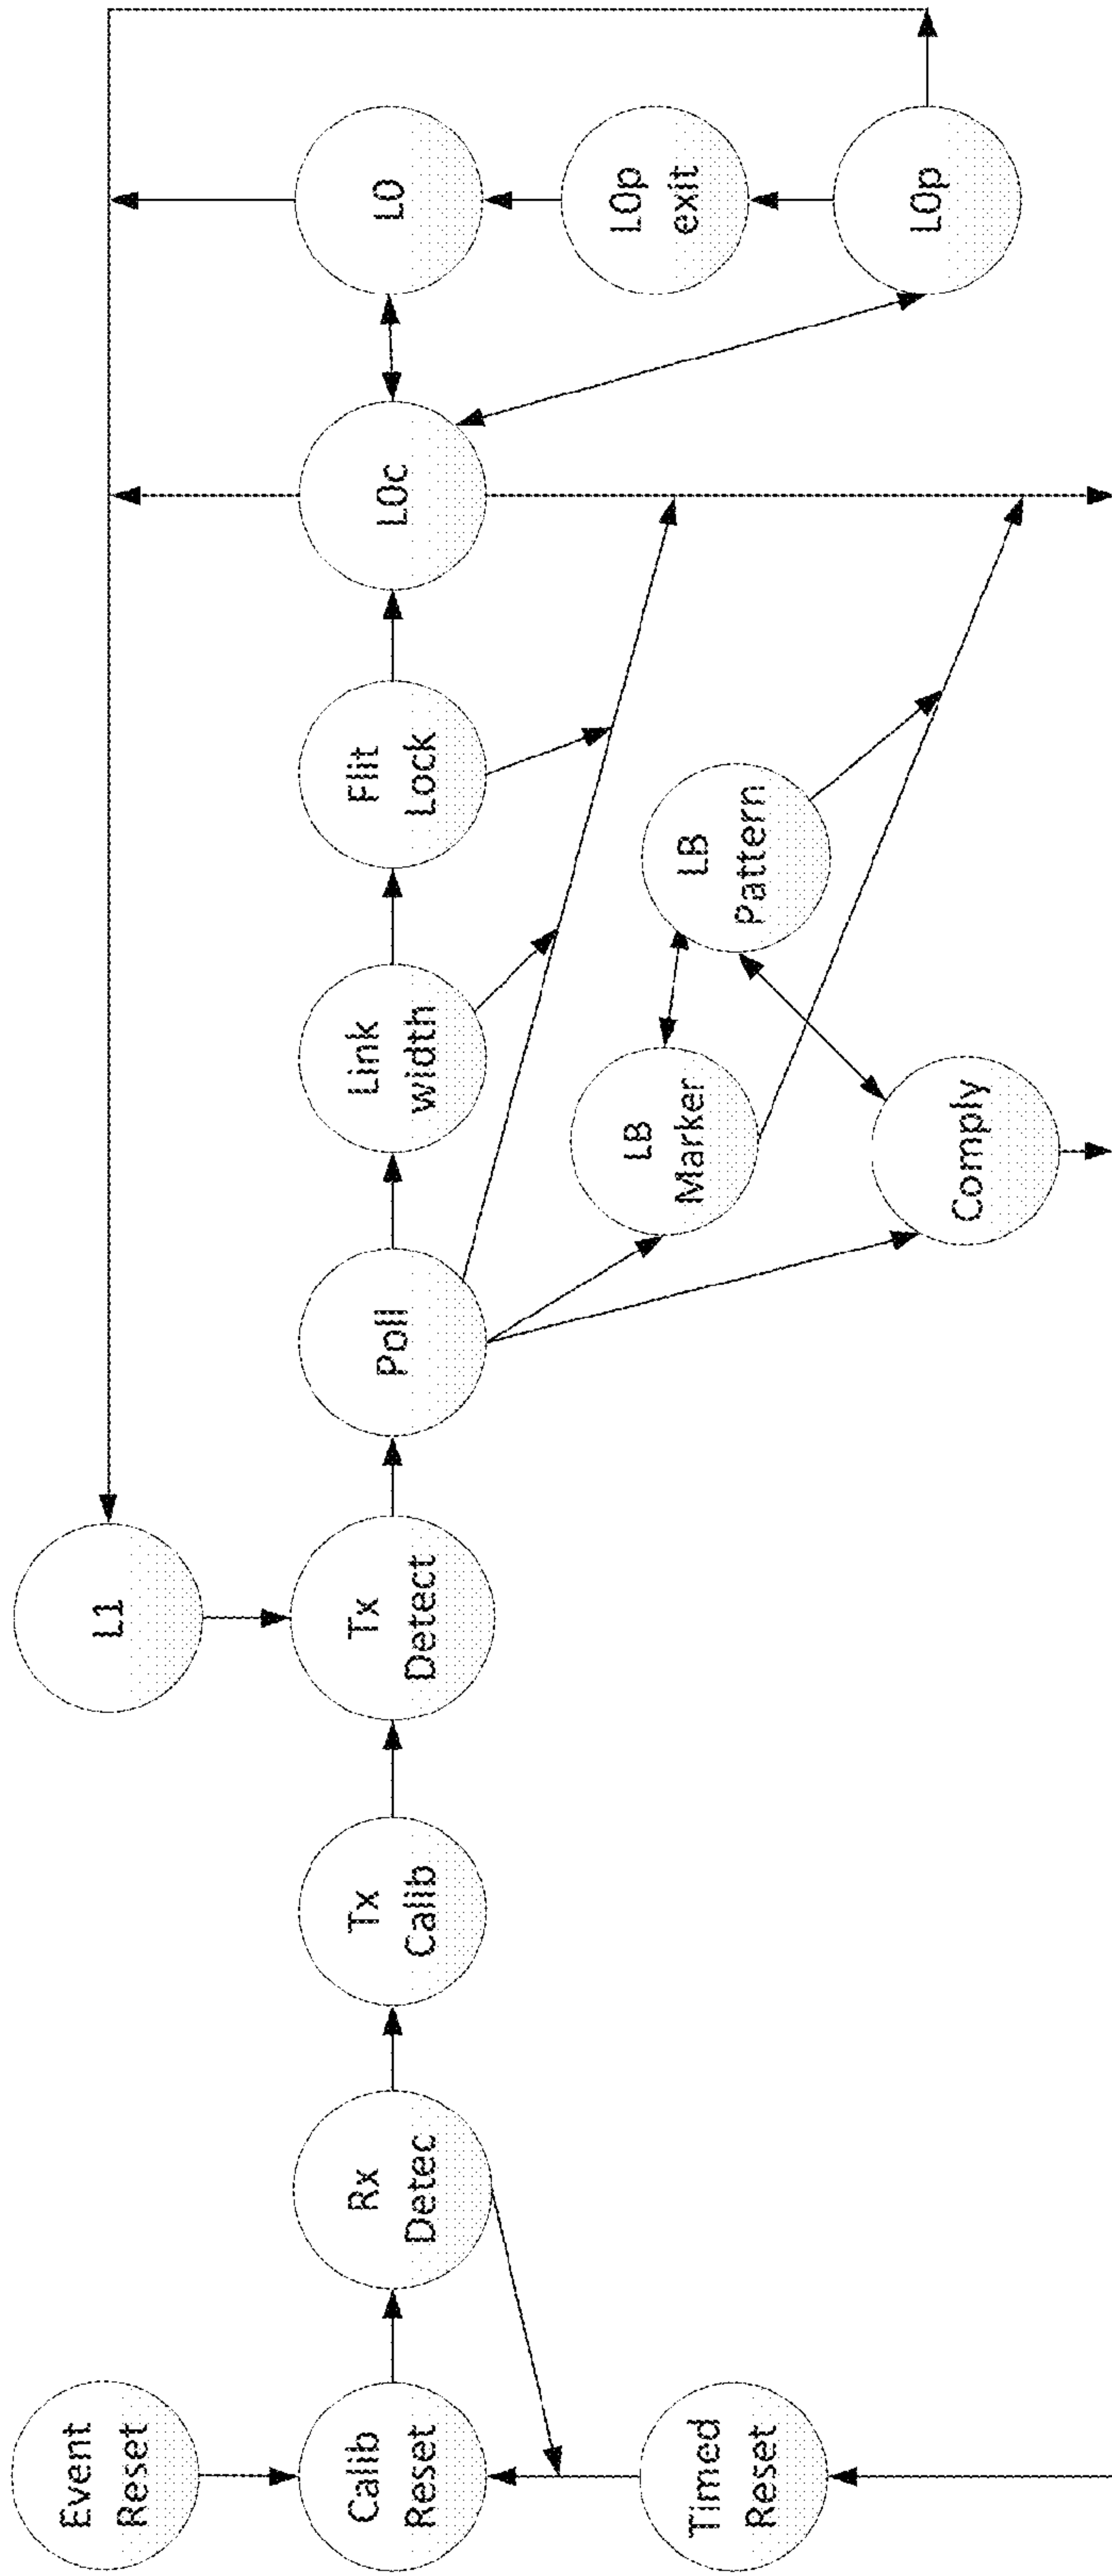 Event
Reset
L1
Calib
Reset
Rx
Detec
Tx
Calib
Tx
Detect
Poll
Link
width
Flit
Lock
L0c
L0
L0p
exit
L0p
Timed
Reset
LB
Marker
LB
Pattern
Comply